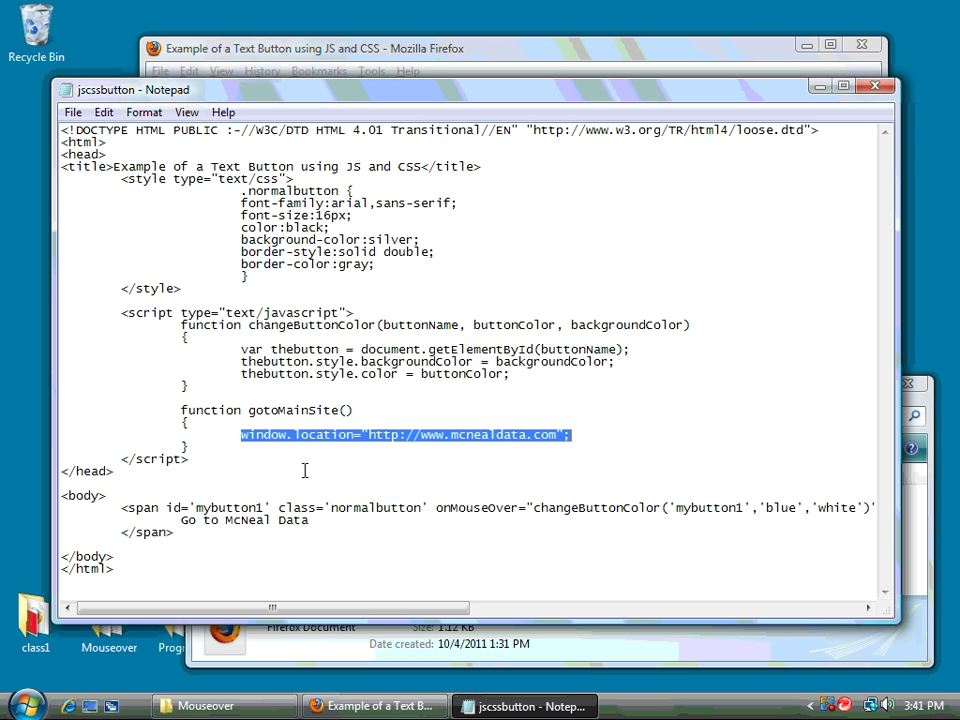 Recycle Bin
Example of a Text Button using JS and CSS - Mozilla Firefox
File Edit View History Bookmarks Tools Help
jscssbutton - Notepad
File Edit Format View Help
<!DOCTYPE HTML PUBLIC :-//W3C/DTD HTML 4.01 Transitional//EN" "http://www.w3.org/TR/html4/loose.dtd">
<html>
<head>
<title>Example of a Text Button using JS and CSS</title>
<style type="text/css">
.normalbutton {
font-family:arial,sans-serif;
font-size:16px;
color:black;
background-color:silver;
border-style:solid double;
border-color:gray;
}
</style>
<script type="text/javascript">
function changeButtonColor(buttonName, buttonColor, backgroundColor)
{
var thebutton = document.getElementById(buttonName);
thebutton.style.backgroundColor = backgroundColor;
thebutton.style.color = buttonColor;
}
function gotoMainSite()
{
window.location="http://www.mcnealdata.com";
}
</script>
</head>
<body>
<span id='mybutton1' class='normalbutton' onMouseOver="changeButtonColor('mybutton1','blue','white')"
Go to McNeal Data
</span>
</body>
</html>
class1
Mouseover
Progr
Firefox Document Size: 1.12 KB
Date created: 10/4/2011 1:31 PM
Mouseover
Example of a Text B...
jscssbutton - Notep...
3:41 PM